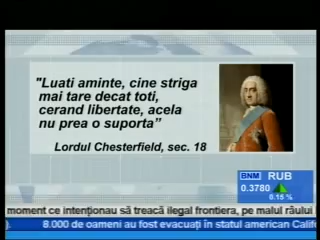 "Luati aminte, cine striga
mai tare decat toti,
cerand libertate, acela
nu prea o suporta”
Lordul Chesterfield, sec. 18
BNM RUB
0.3780
0.15 %
moment ce intenţionau să treacă ilegal frontiera, pe malul râului
8.000 de oameni au fost evacuaţi în statul american Calif